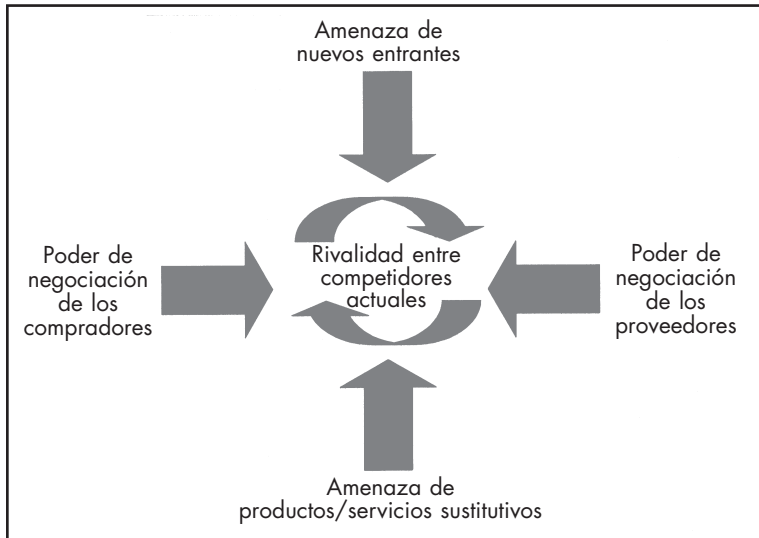 Amenaza de
nuevos entrantes
Poder de
negociación
de los
compradores
Rivalidad entre
competidores
actuales
Poder de
negociación
de los
proveedores
Amenaza de
productos/servicios sustitutivos